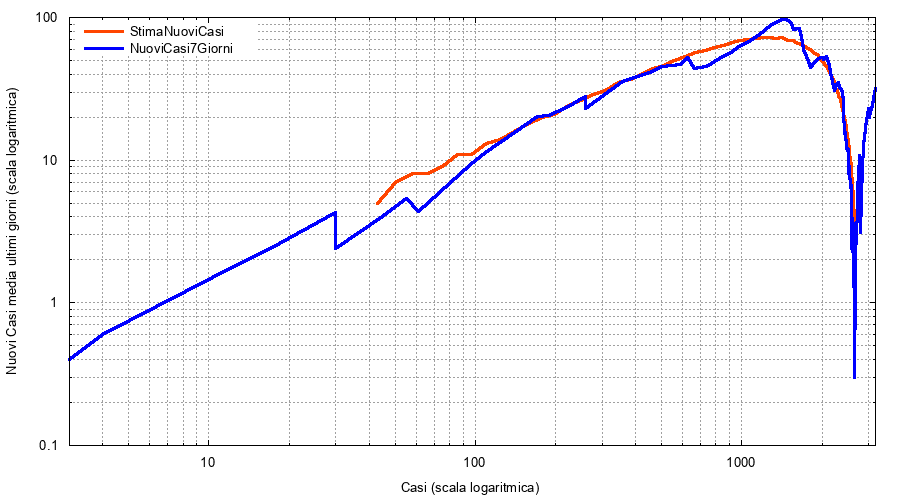 StimaNuoviCasi
NuoviCasi7Giorni
Nuovi Casi media ultimi giorni (scala logaritmica)
100
10
1
0.1
10
100
1000
Casi (scala logaritmica)